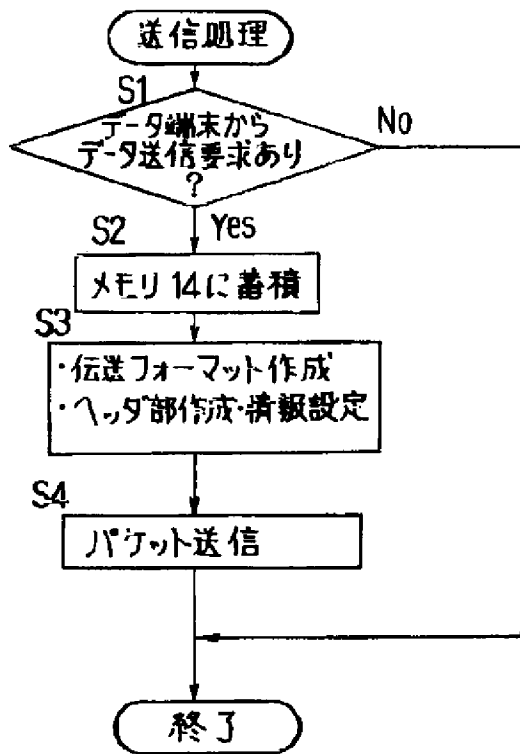 送信処理
S1
データ端末から
データ送信要求あり
?
No
Yes
S2
メモリ14に蓄積
S3
・伝送フォーマット作成
・ヘッダ部作成・情報設定
S4
パケット送信
終了